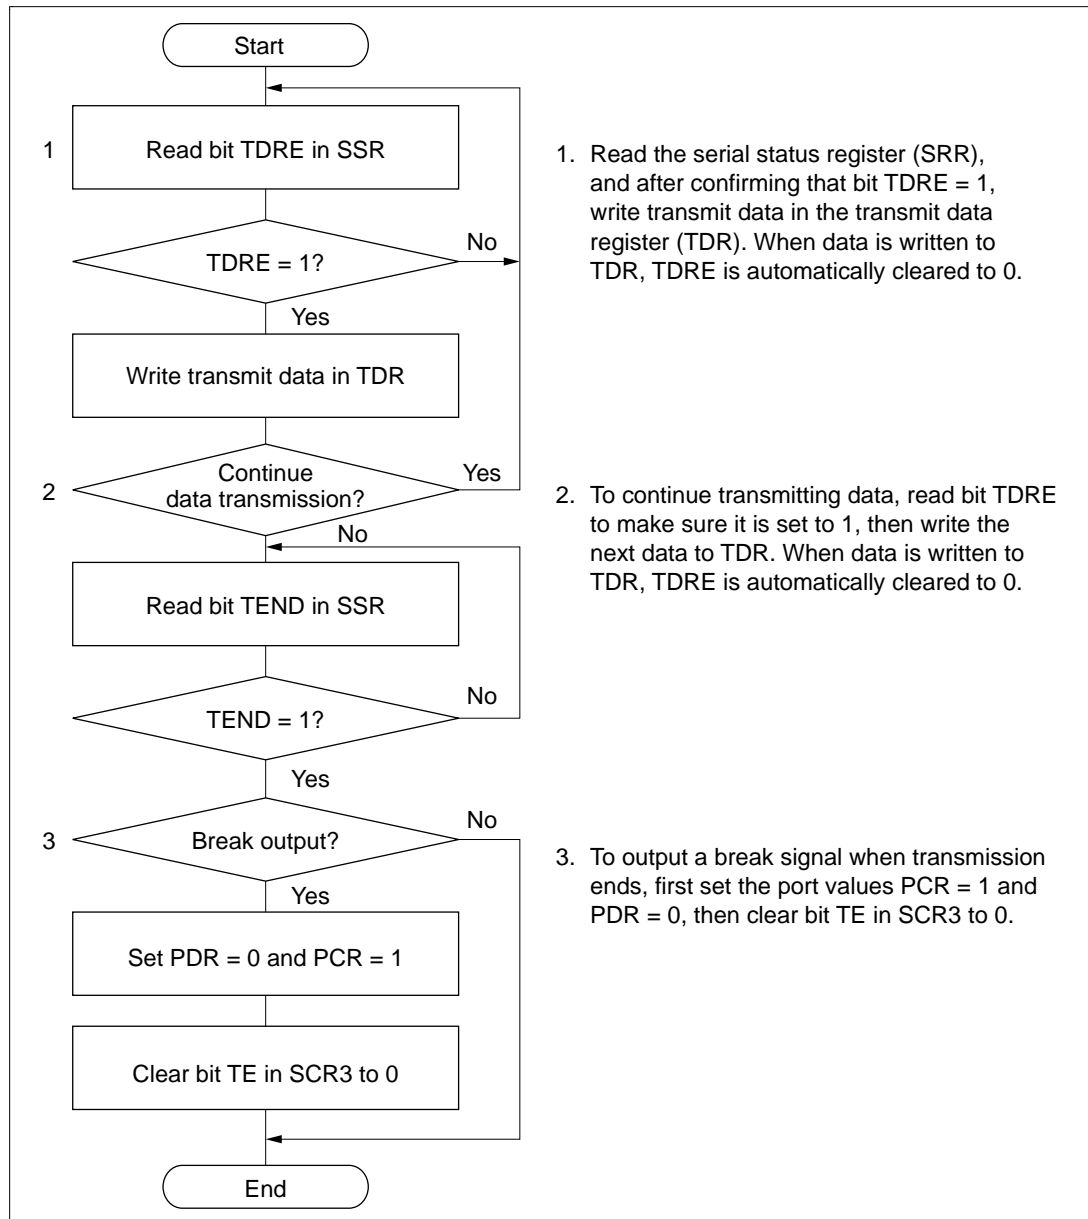 Start
1
Read bit TDRE in SSR
TDRE = 1?
No
Yes
Write transmit data in TDR
2
Continue
data transmission?
Yes
No
Read bit TEND in SSR
TEND = 1?
No
Yes
3
Break output?
No
Yes
Set PDR = 0 and PCR = 1
Clear bit TE in SCR3 to 0
End
1. Read the serial status register (SRR),
and after confirming that bit TDRE = 1,
write transmit data in the transmit data
register (TDR). When data is written to
TDR, TDRE is automatically cleared to 0.
2. To continue transmitting data, read bit TDRE
to make sure it is set to 1, then write the
next data to TDR. When data is written to
TDR, TDRE is automatically cleared to 0.
3. To output a break signal when transmission
ends, first set the port values PCR = 1 and
PDR = 0, then clear bit TE in SCR3 to 0.